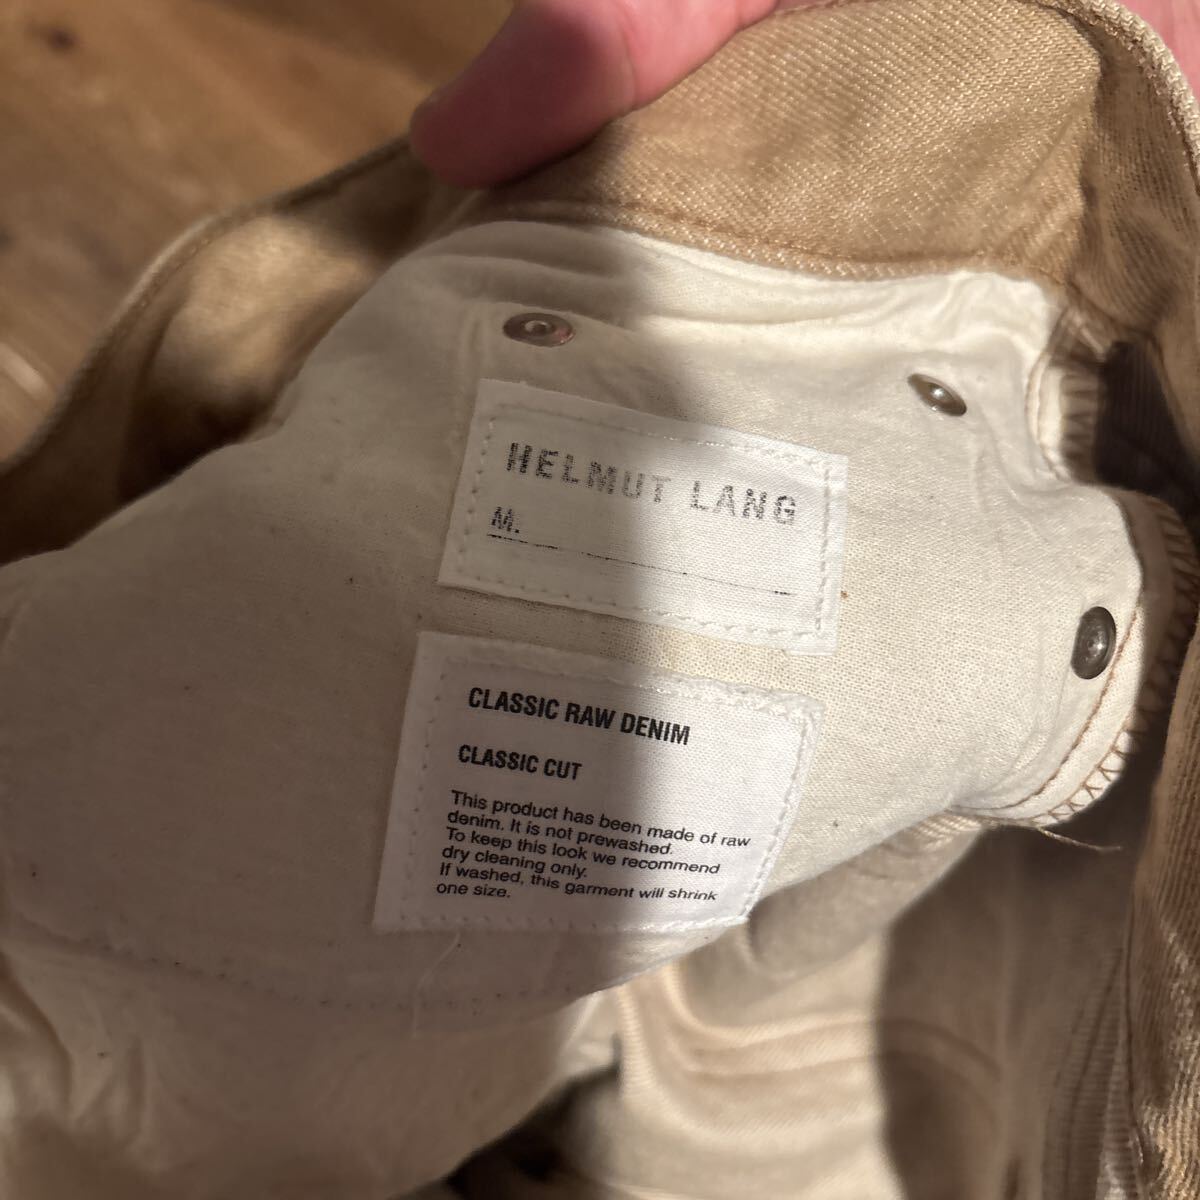 HELMUT LANG
M.
CLASSIC RAW DENIM
CLASSIC CUT
This product has been made of raw
denim. It is not prewashed.
To keep this look we recommend
dry cleaning only.
If washed, this garment will shrink
one size.